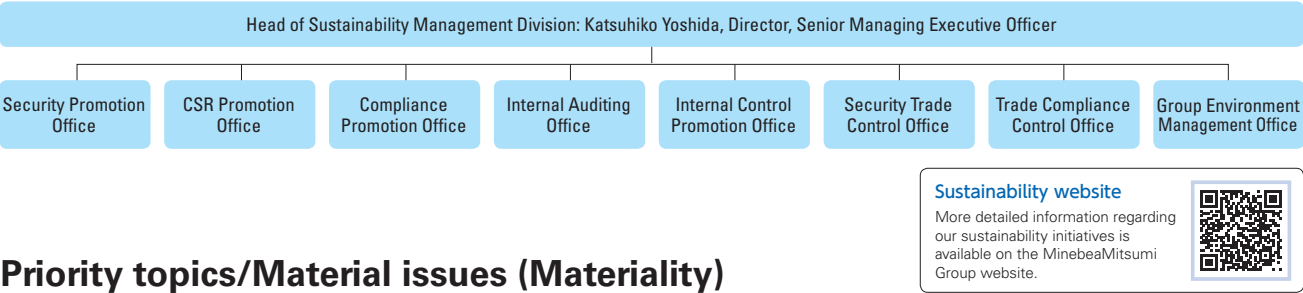 Head of Sustainability Management Division: Katsuhiko Yoshida, Director, Senior Managing Executive Officer
Security Promotion
Office
CSR Promotion
Office
Compliance
Promotion Office
Internal Auditing
Office
Internal Control
Promotion Office
Security Trade
Control Office
Trade Compliance
Control Office
Group Environment
Management Office
Sustainability website
More detailed information regarding
our sustainability initiatives is
available on the MinebeaMitsumi
Group website.
Priority topics/Material issues (Materiality)